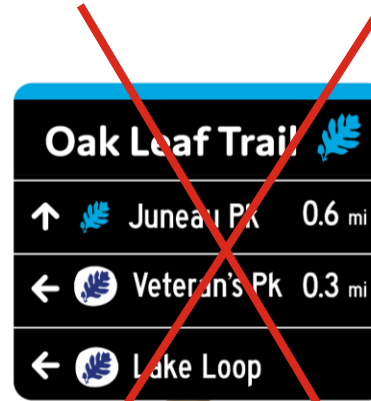 Oak Leaf Trail
↑ Juneau Pk 0.6 mi
← Veteran's Pk 0.3 mi
← Lake Loop